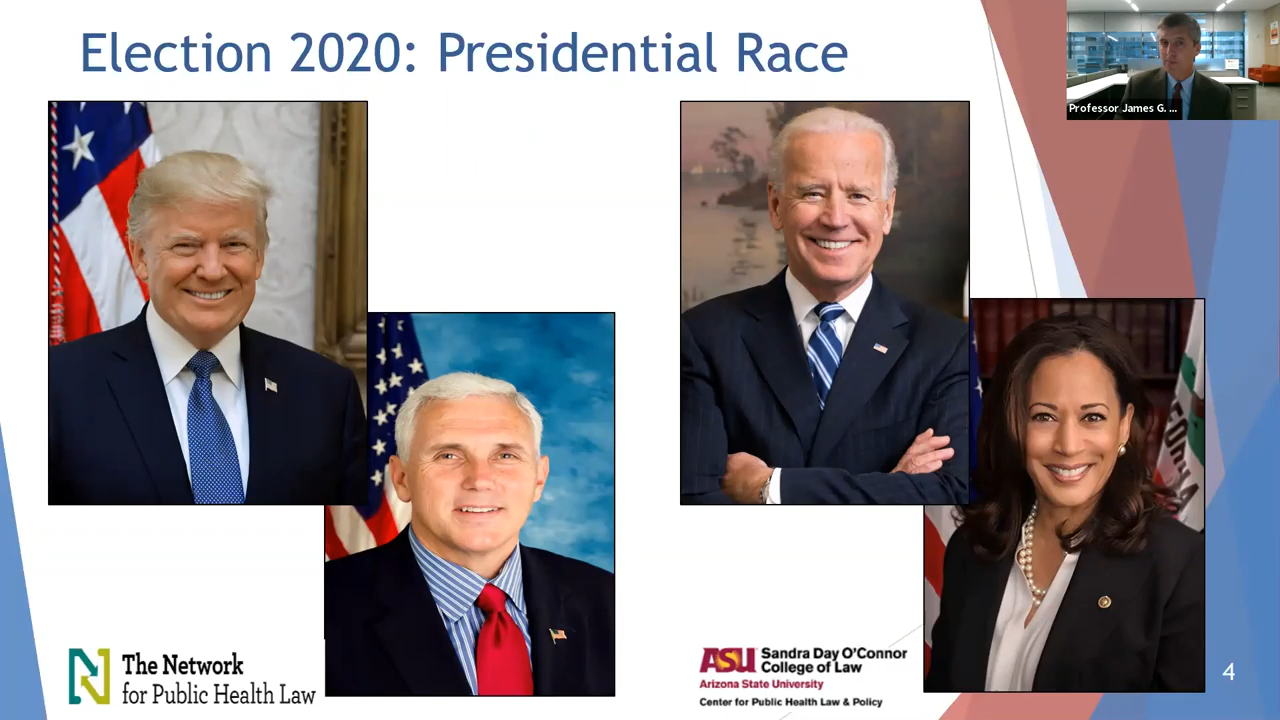 Election 2020: Presidential Race
Professor James G. ...
The Network
for Public Health Law
ASU
Sandra Day O'Connor
College of Law
Arizona State University
Center for Public Health Law & Policy
4